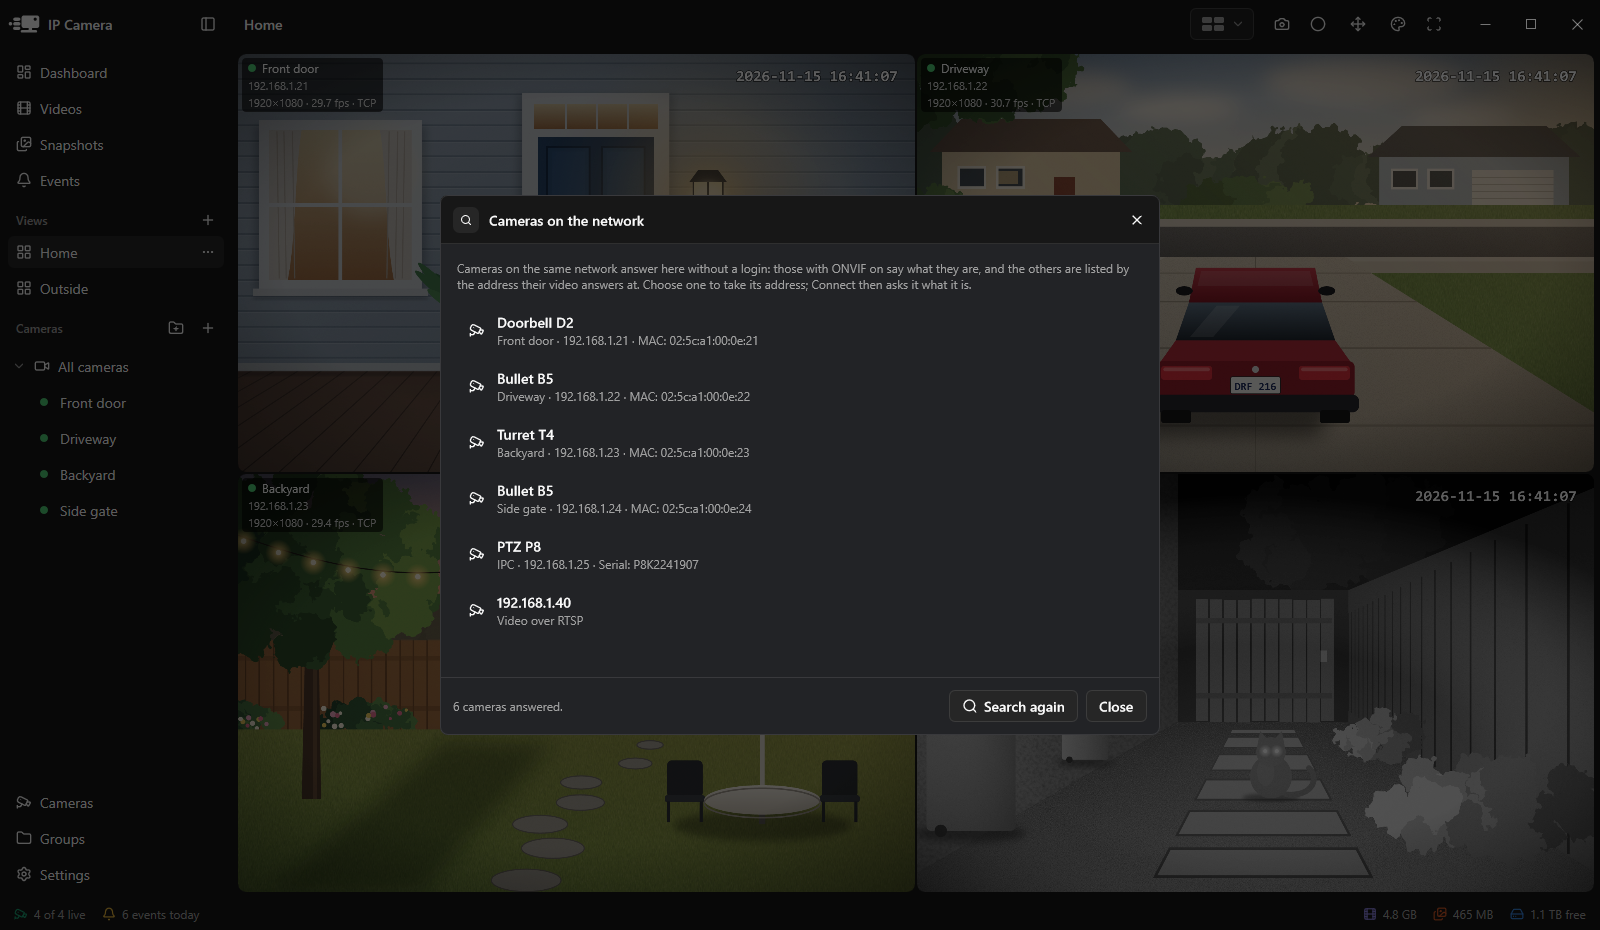 IP Camera
Home
Dashboard
Videos
Snapshots
Events
Views
Home
Outside
Cameras
All cameras
Front door
Driveway
Backyard
Side gate
Cameras
Groups
Settings
Front door
192.168.1.21
1920×1080 · 29.7 fps · TCP
2026-11-15 16:41:07
Driveway
192.168.1.22
1920×1080 · 30.7 fps · TCP
2026-11-15 16:41:07
DRF 216
Backyard
192.168.1.23
1920×1080 · 29.4 fps · TCP
2026-11-15 16:41:07
Cameras on the network
Cameras on the same network answer here without a login: those with ONVIF on say what they are, and the others are listed by
the address their video answers at. Choose one to take its address; Connect then asks it what it is.
Doorbell D2
Front door · 192.168.1.21 · MAC: 02:5c:a1:00:0e:21
Bullet B5
Driveway · 192.168.1.22 · MAC: 02:5c:a1:00:0e:22
Turret T4
Backyard · 192.168.1.23 · MAC: 02:5c:a1:00:0e:23
Bullet B5
Side gate · 192.168.1.24 · MAC: 02:5c:a1:00:0e:24
PTZ P8
IPC · 192.168.1.25 · Serial: P8K2241907
192.168.1.40
Video over RTSP
6 cameras answered.
Search again
Close
4 of 4 live
6 events today
4.8 GB
465 MB
1.1 TB free